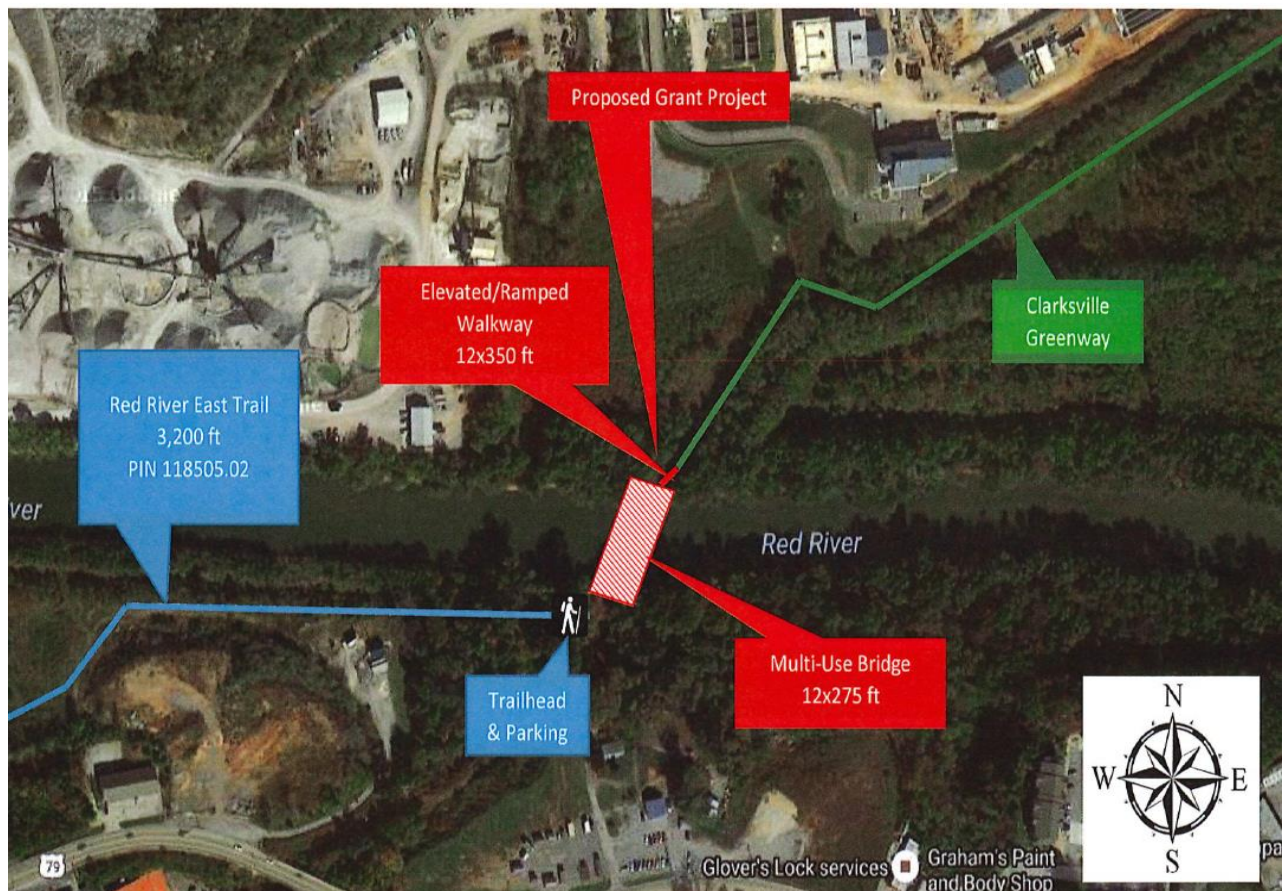 Proposed Grant Project
Elevated/Ramped
Walkway
12x350 ft
Clarksville
Greenway
Red River East Trail
3,200 ft
PIN 118505.02
ver
Red River
Multi-Use Bridge
12x275 ft
Trailhead
& Parking
N
W
E
S
79
Glover's Lock services
Graham's Paint
and Body Shop